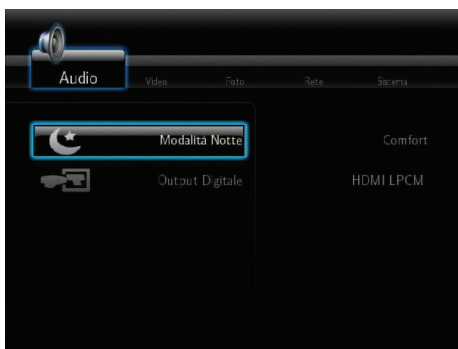 Audio Video Foto Rete Sistema
Modalità Notte Comfort
Output Digitale HDMI LPCM